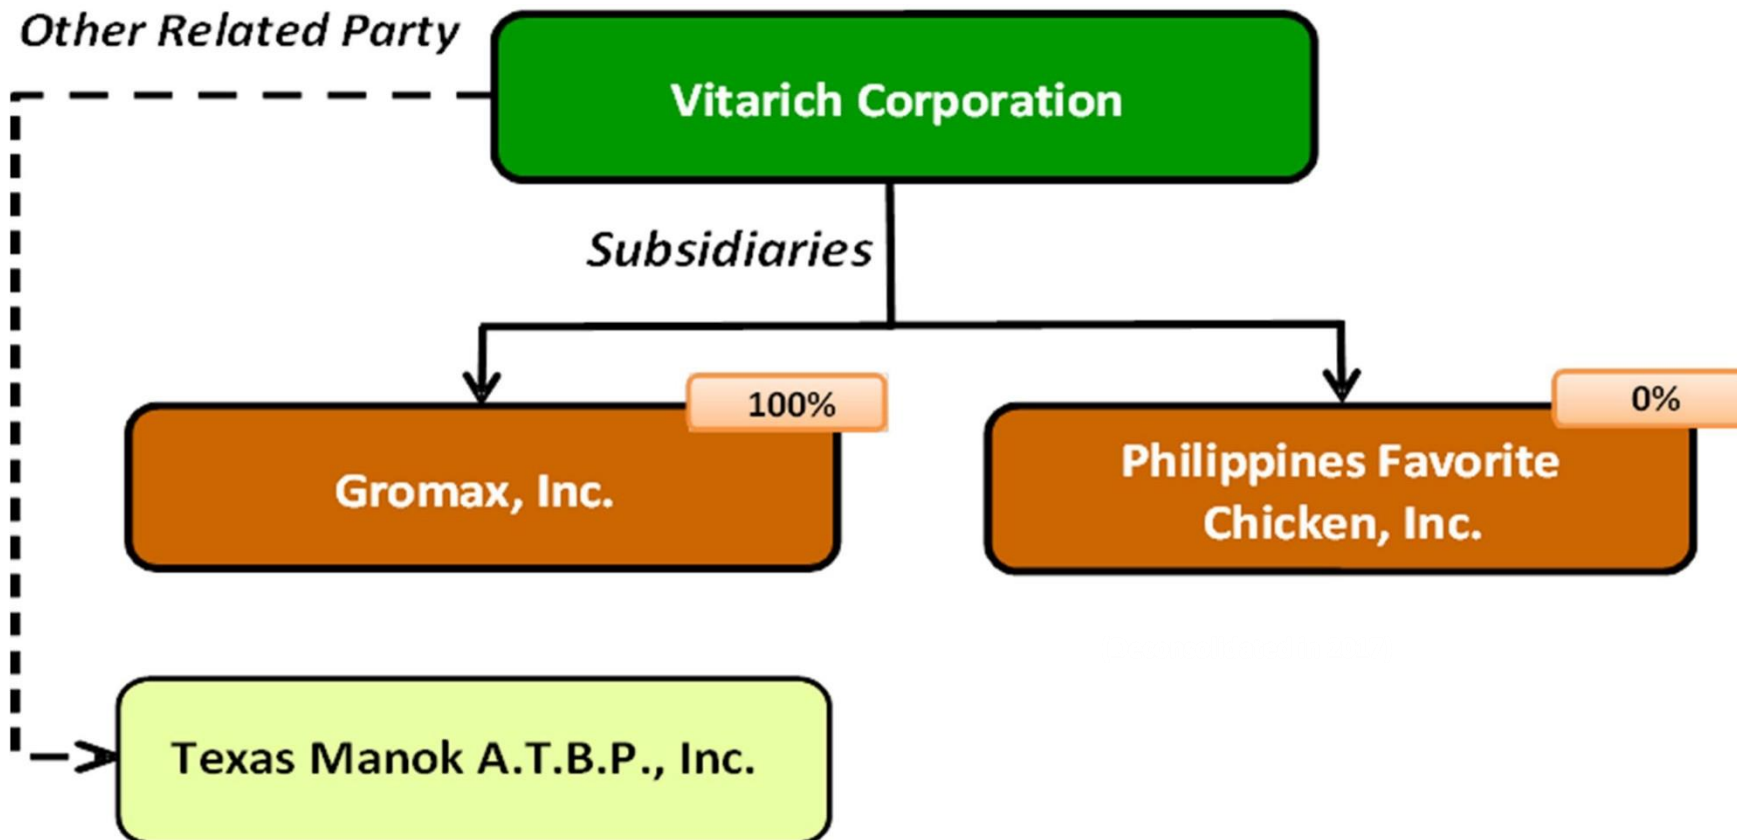 Other Related Party
Vitarich Corporation
Subsidiaries
100%
0%
Gromax, Inc.
Philippines Favorite
Chicken, Inc.
Texas Manok A.T.B.P., Inc.